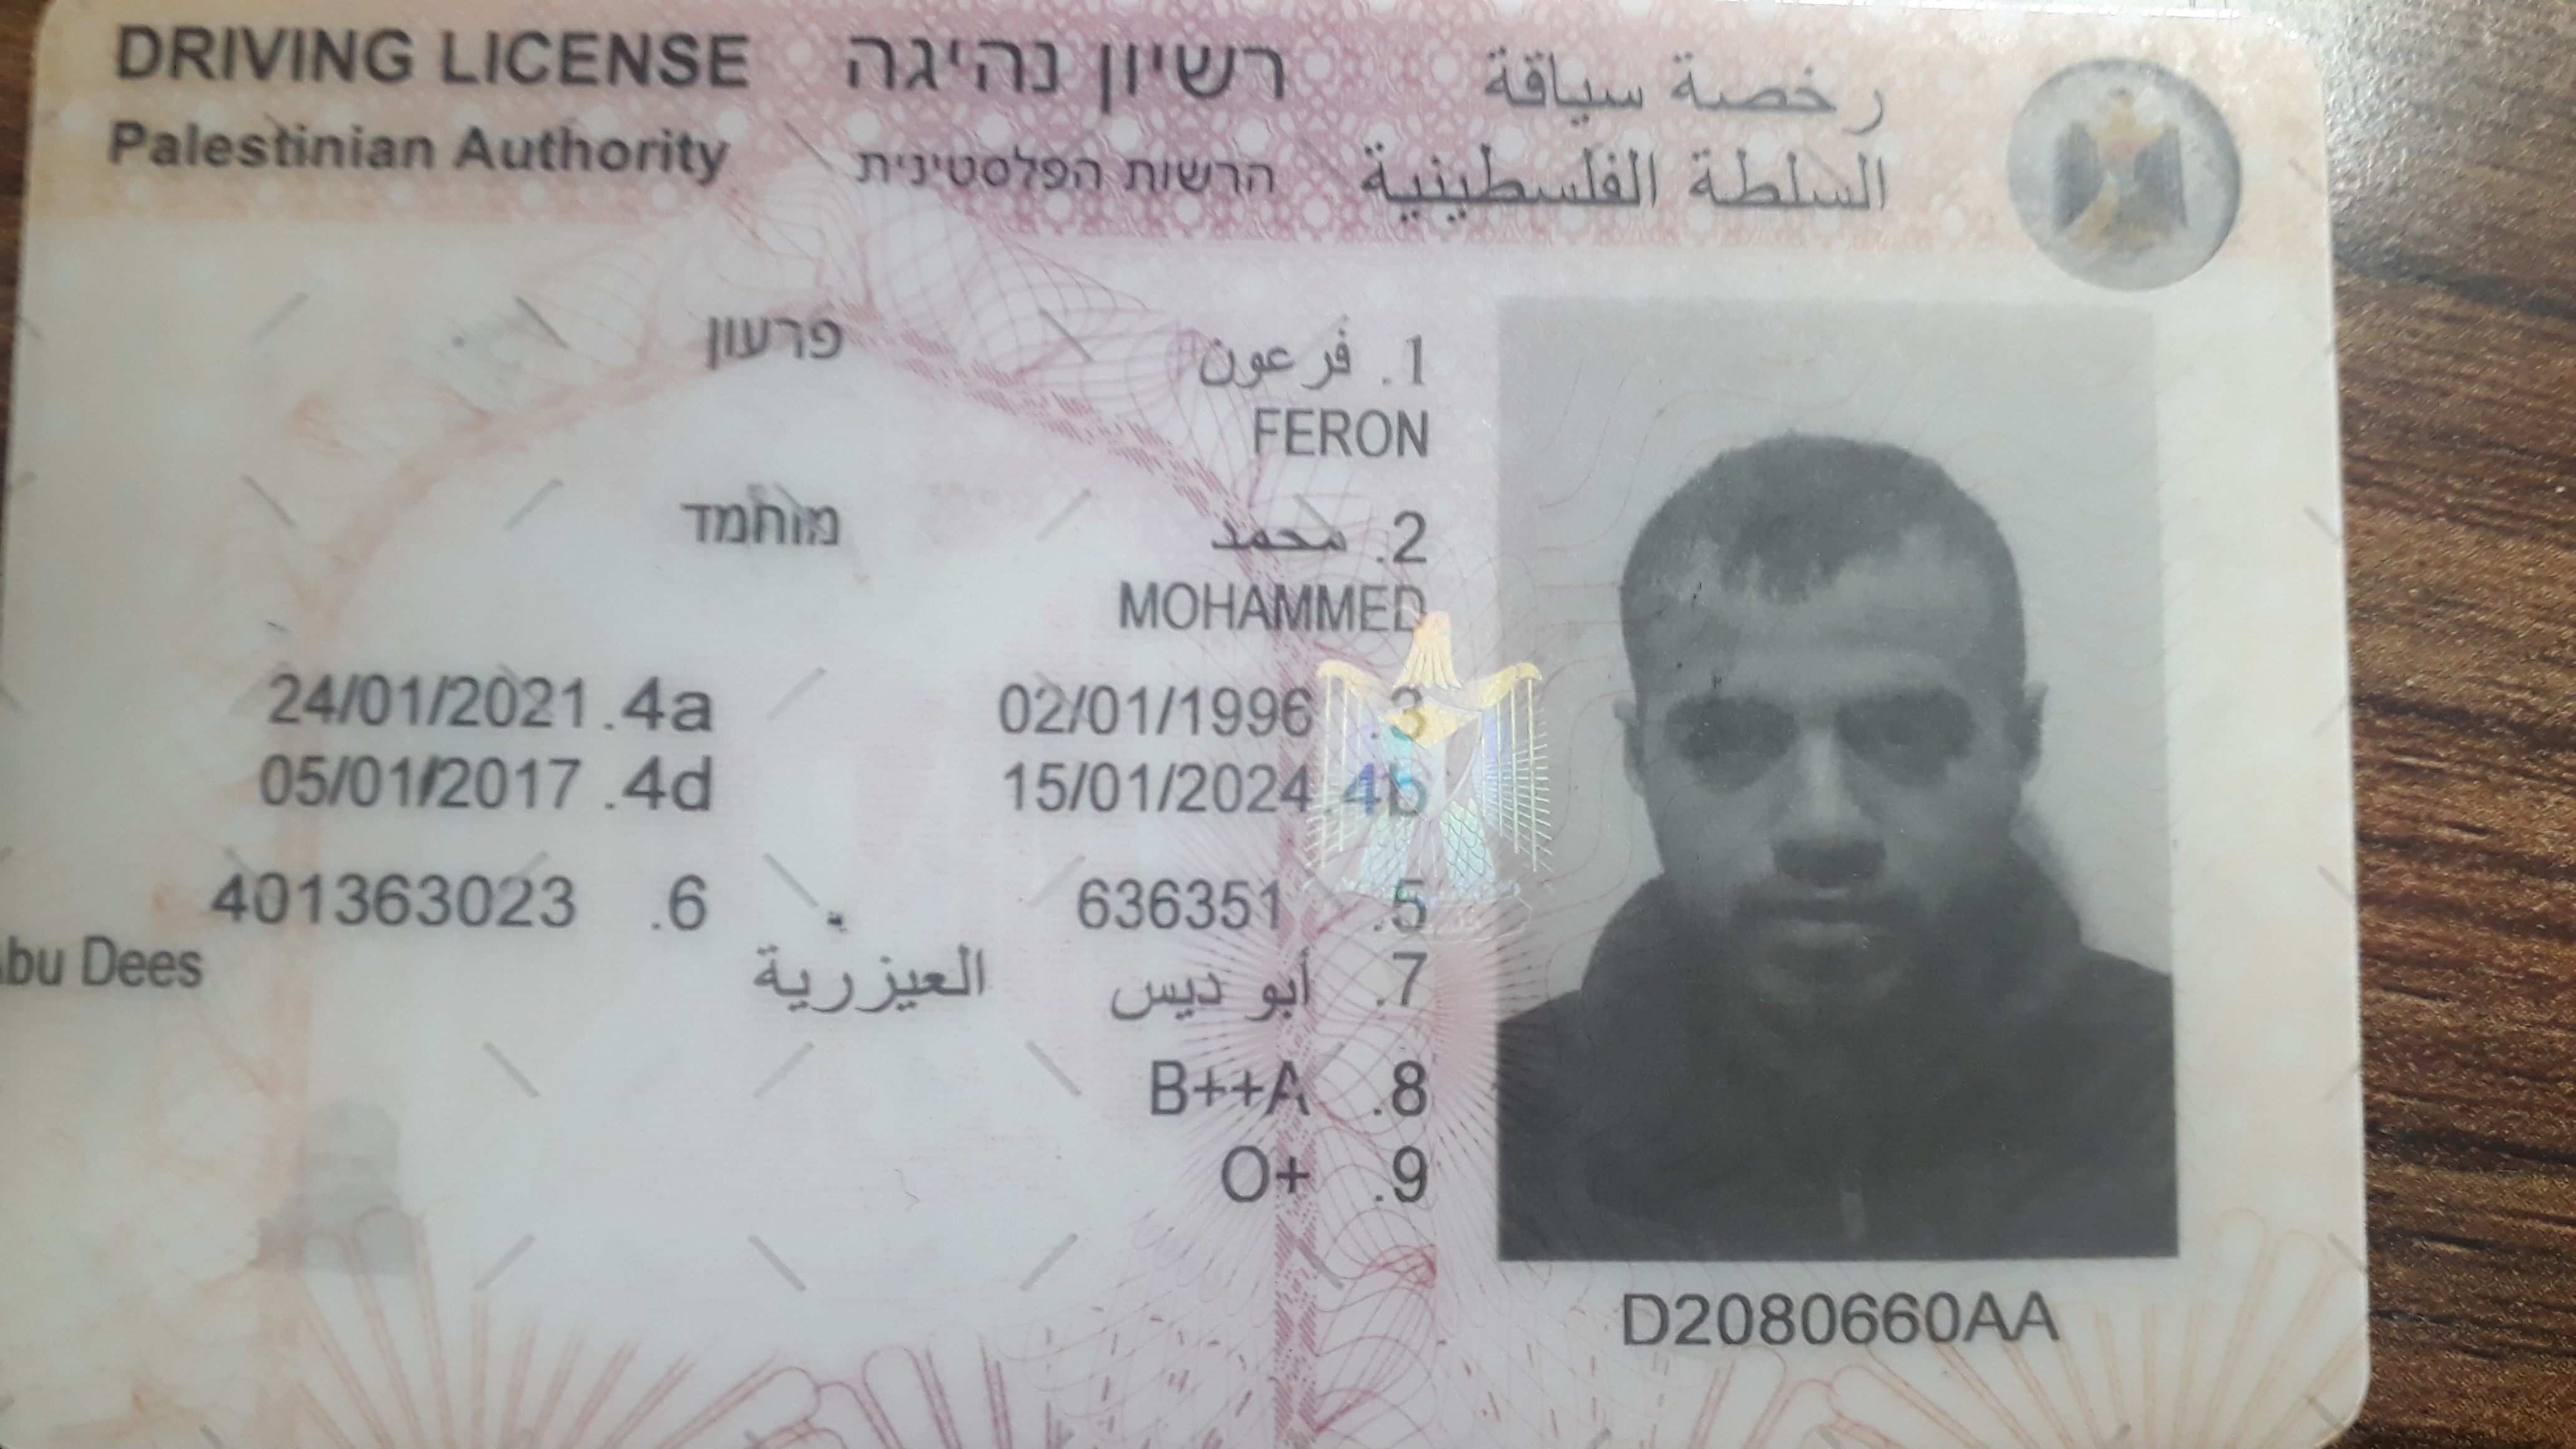 DRIVING LICENSE רשיון נהיגה رخصة سياقة
Palestinian Authority הרשות הפלסטינית السلطة الفلسطينية
1. فرعون פרעון
FERON
2. محمد מוחמד
MOHAMMED
3. 02/01/1996 4a. 24/01/2021
4b 15/01/2024 4d. 05/01/2017
5. 636351 6. 401363023
7. أبو ديس العيزرية bu Dees
8. B++A
9. O+
D2080660AA